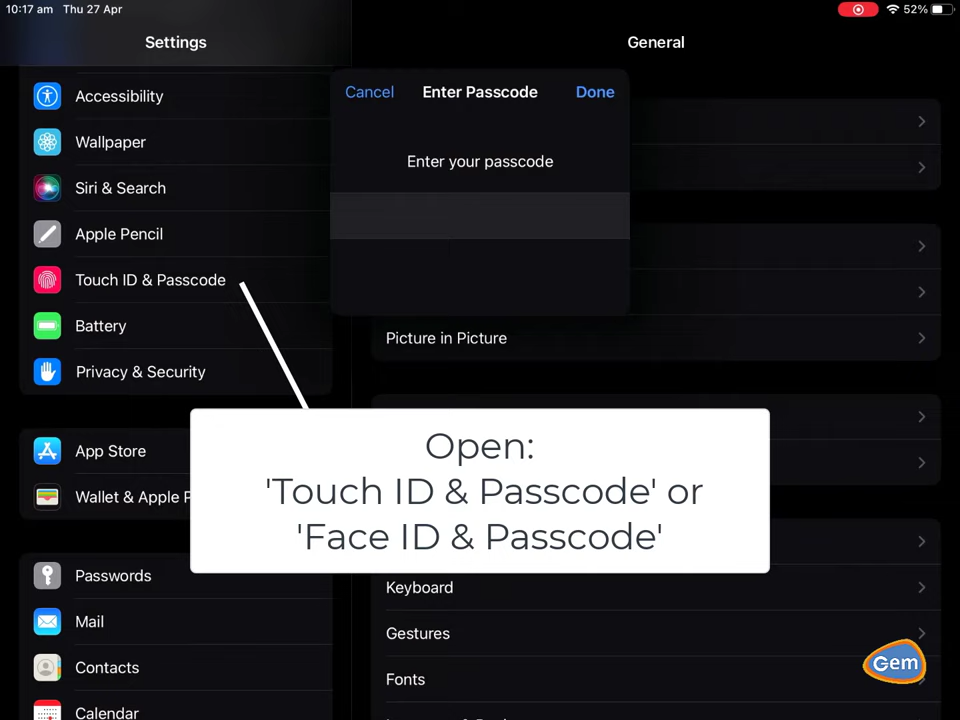 10:17 am Thu 27 Apr
52%
Settings
General
Accessibility
Wallpaper
Siri & Search
Apple Pencil
Touch ID & Passcode
Battery
Privacy & Security
App Store
Wallet & Apple P
Passwords
Mail
Contacts
Calendar
Cancel
Enter Passcode
Done
Enter your passcode
Picture in Picture
Keyboard
Gestures
Fonts
Open:
'Touch ID & Passcode' or
'Face ID & Passcode'
Gem